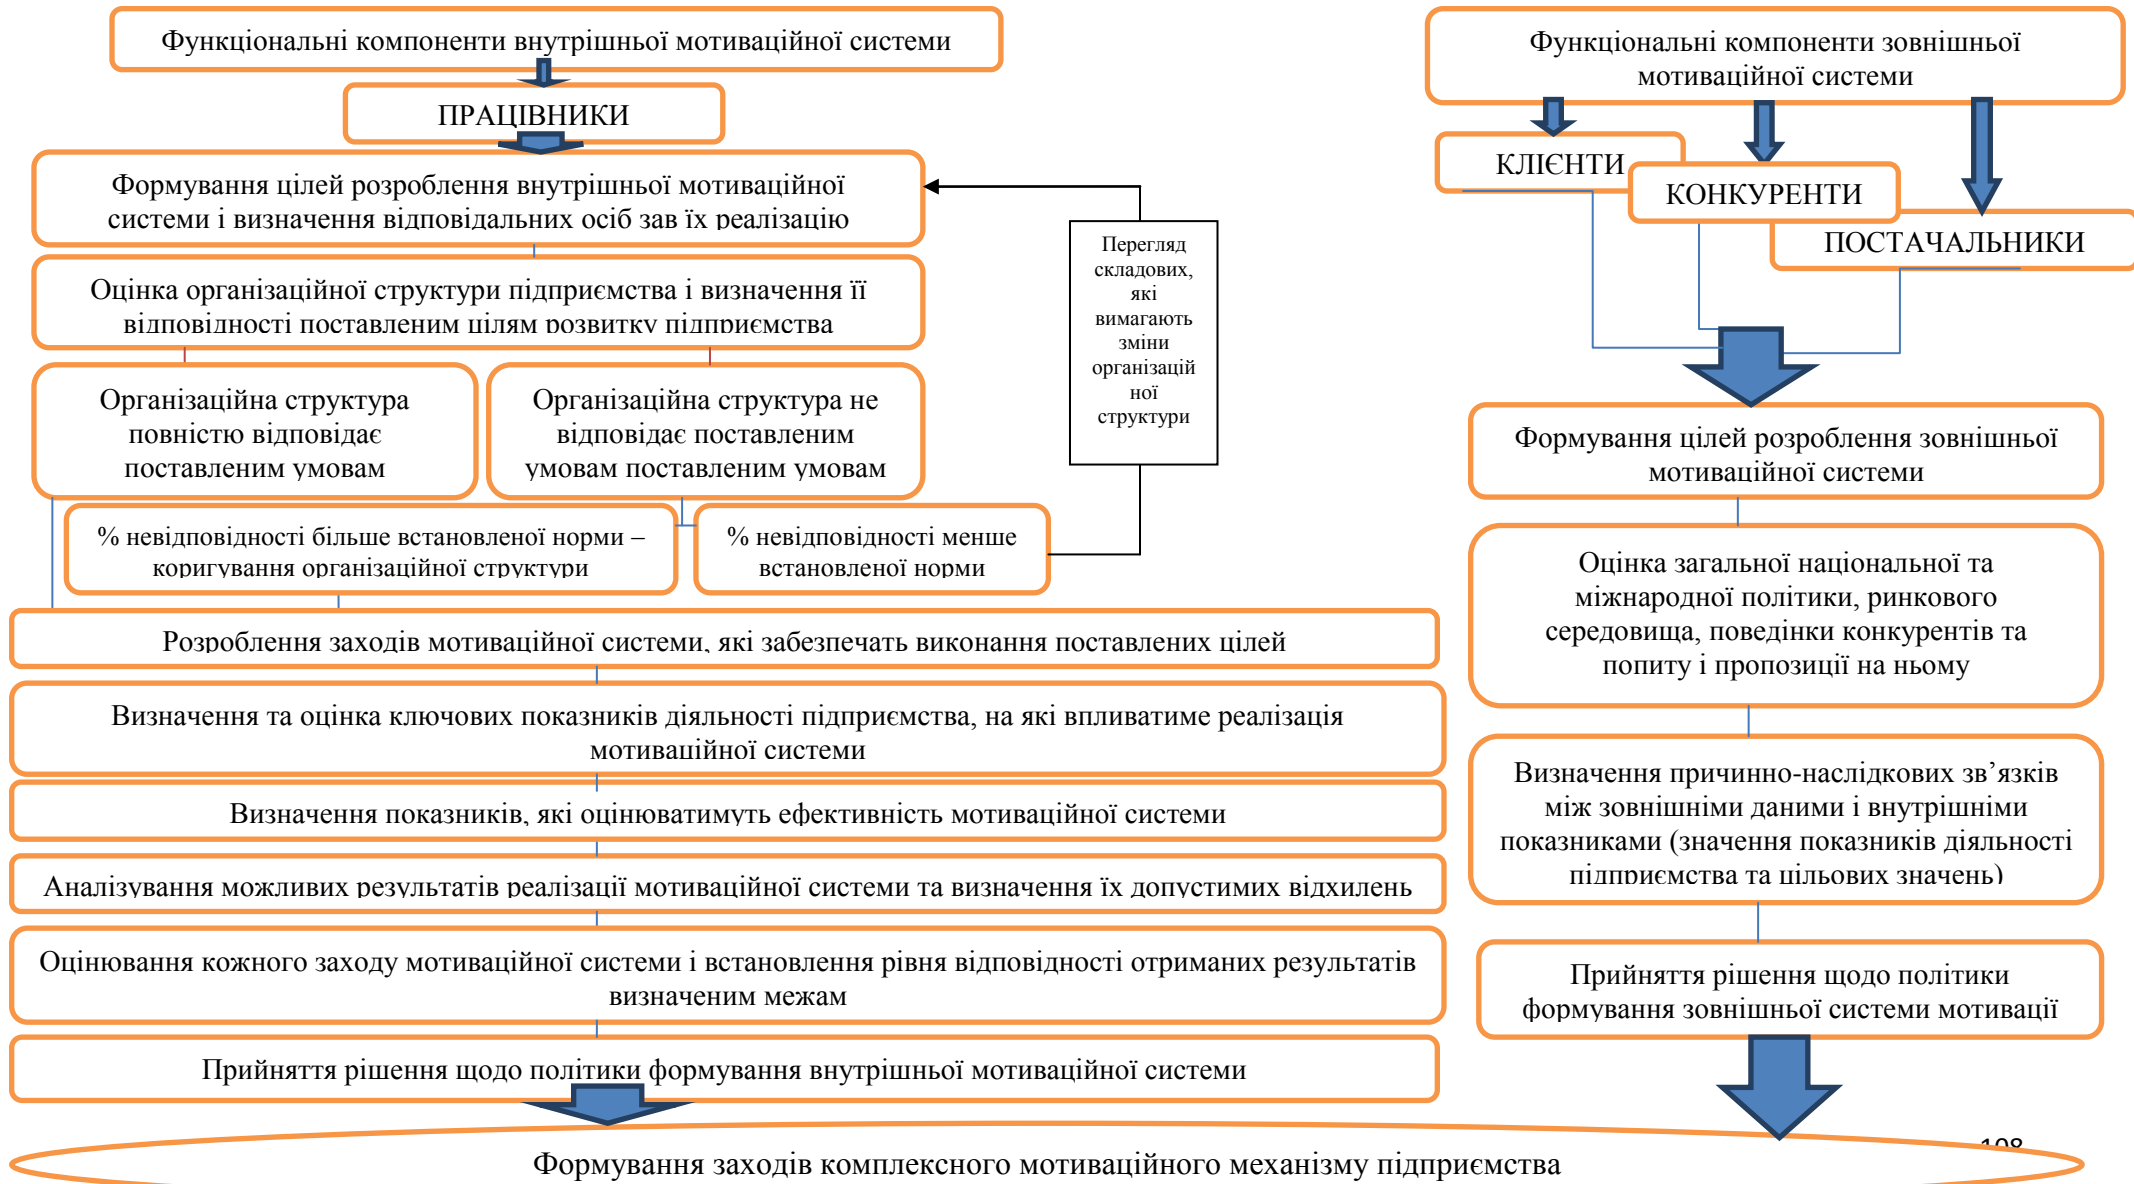 Функціональні компоненти внутрішньої мотиваційної системи
ПРАЦІВНИКИ
Формування цілей розроблення внутрішньої мотиваційної
системи і визначення відповідальних осіб зав їх реалізацію
Оцінка організаційної структури підприємства і визначення її
відповідності поставленим цілям розвитку підприємства
Організаційна структура
повністю відповідає
поставленим умовам
Організаційна структура не
відповідає поставленим
умовам поставленим умовам
% невідповідності більше встановленої норми –
коригування організаційної структури
% невідповідності менше
встановленої норми
Перегляд
складових,
які
вимагають
зміни
організацій
ної
структури
Розроблення заходів мотиваційної системи, які забезпечать виконання поставлених цілей
Визначення та оцінка ключових показників діяльності підприємства, на які впливатиме реалізація
мотиваційної системи
Визначення показників, які оцінюватимуть ефективність мотиваційної системи
Аналізування можливих результатів реалізації мотиваційної системи та визначення їх допустимих відхилень
Оцінювання кожного заходу мотиваційної системи і встановлення рівня відповідності отриманих результатів
визначеним межам
Прийняття рішення щодо політики формування внутрішньої мотиваційної системи
Функціональні компоненти зовнішньої
мотиваційної системи
КЛІЄНТИ
КОНКУРЕНТИ
ПОСТАЧАЛЬНИКИ
Формування цілей розроблення зовнішньої
мотиваційної системи
Оцінка загальної національної та
міжнародної політики, ринкового
середовища, поведінки конкурентів та
попиту і пропозиції на ньому
Визначення причинно-наслідкових зв’язків
між зовнішніми даними і внутрішніми
показниками (значення показників діяльності
підприємства та цільових значень)
Прийняття рішення щодо політики
формування зовнішньої системи мотивації
108
Формування заходів комплексного мотиваційного механізму підприємства